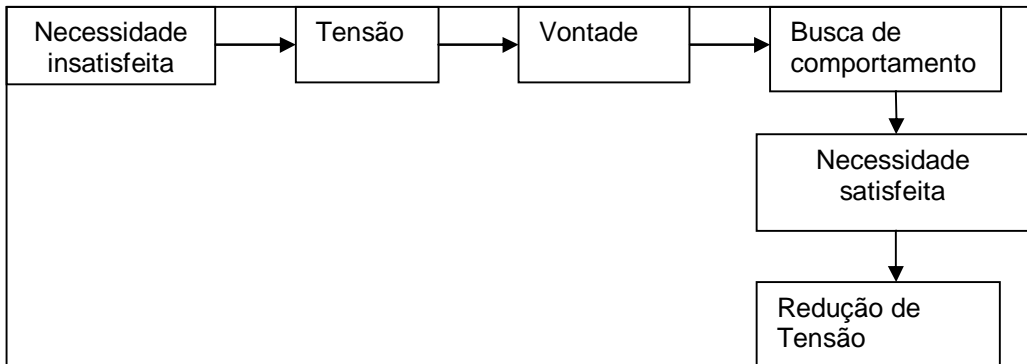 Necessidade
insatisfeita
Tensão
Vontade
Busca de
comportamento
Necessidade
satisfeita
Redução de
Tensão